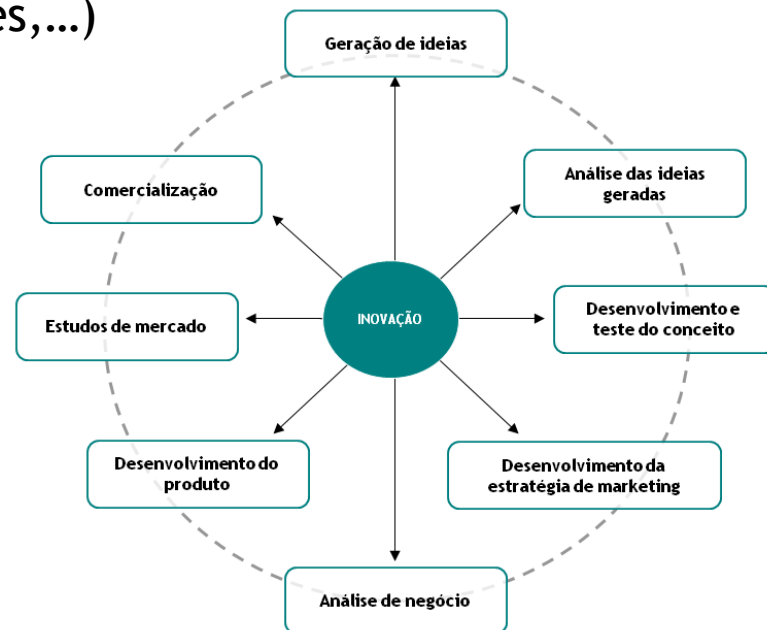 es,...)
Geração de ideias
Análise das ideias
geradas
Comercialização
Desenvolvimento e
teste do conceito
INOVAÇÃO
Estudos de mercado
Desenvolvimento da
estratégia de marketing
Desenvolvimento do
produto
Análise de negócio